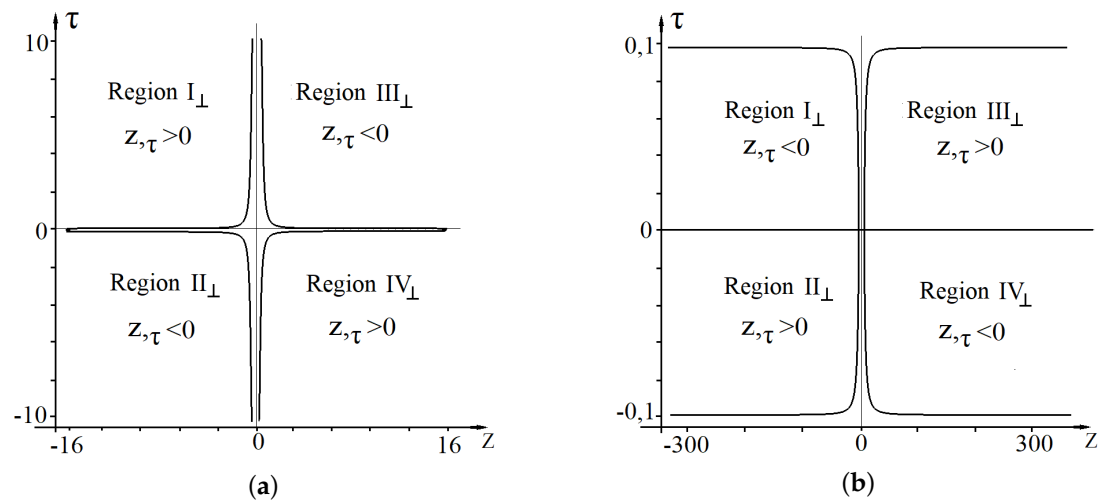 τ
10
Region I⊥
z,τ >0
Region III⊥
z,τ <0
0
Region II⊥
z,τ <0
Region IV⊥
z,τ >0
-10
-16
0
16
Z
(a)
τ
0,1
Region I⊥
z,τ <0
Region III⊥
z,τ >0
0
Region II⊥
z,τ >0
Region IV⊥
z,τ <0
-0,1
-300
0
300
Z
(b)